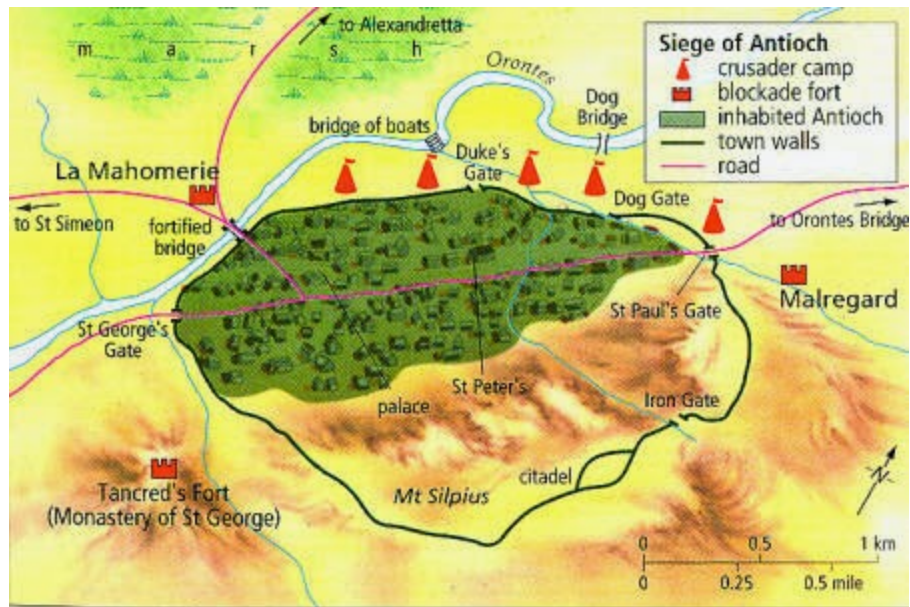 to Alexandretta
m a r s h
Orontes
Dog
Bridge
bridge of boats
Duke's
Gate
La Mahomerie
to St Simeon
fortified
bridge
Dog Gate
to Orontes Bridge
Malregard
St Paul's Gate
St George's
Gate
St Peter's
palace
Iron Gate
citadel
Mt Silpius
Tancred's Fort
(Monastery of St George)
Siege of Antioch
crusader camp
blockade fort
inhabited Antioch
town walls
road
N
0 0.5 1 km
0 0.25 0.5 mile